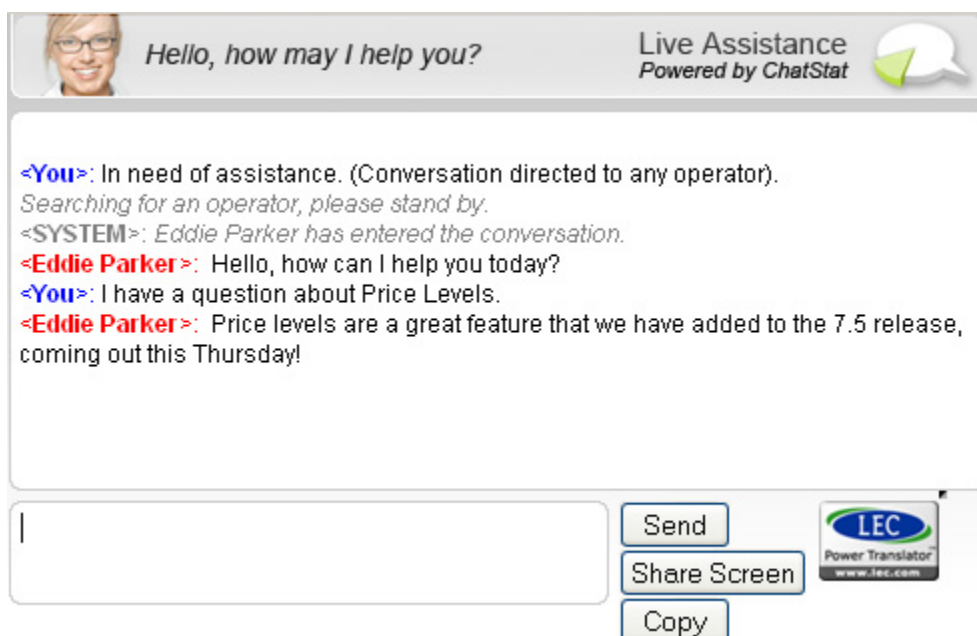 Hello, how may I help you?
Live Assistance
Powered by ChatStat
<You>: In need of assistance. (Conversation directed to any operator).
Searching for an operator, please stand by.
<SYSTEM>: Eddie Parker has entered the conversation.
<Eddie Parker>: Hello, how can I help you today?
<You>: I have a question about Price Levels.
<Eddie Parker>: Price levels are a great feature that we have added to the 7.5 release,
coming out this Thursday!
Send
Share Screen
Copy
LEC
Power Translator™
www.lec.com